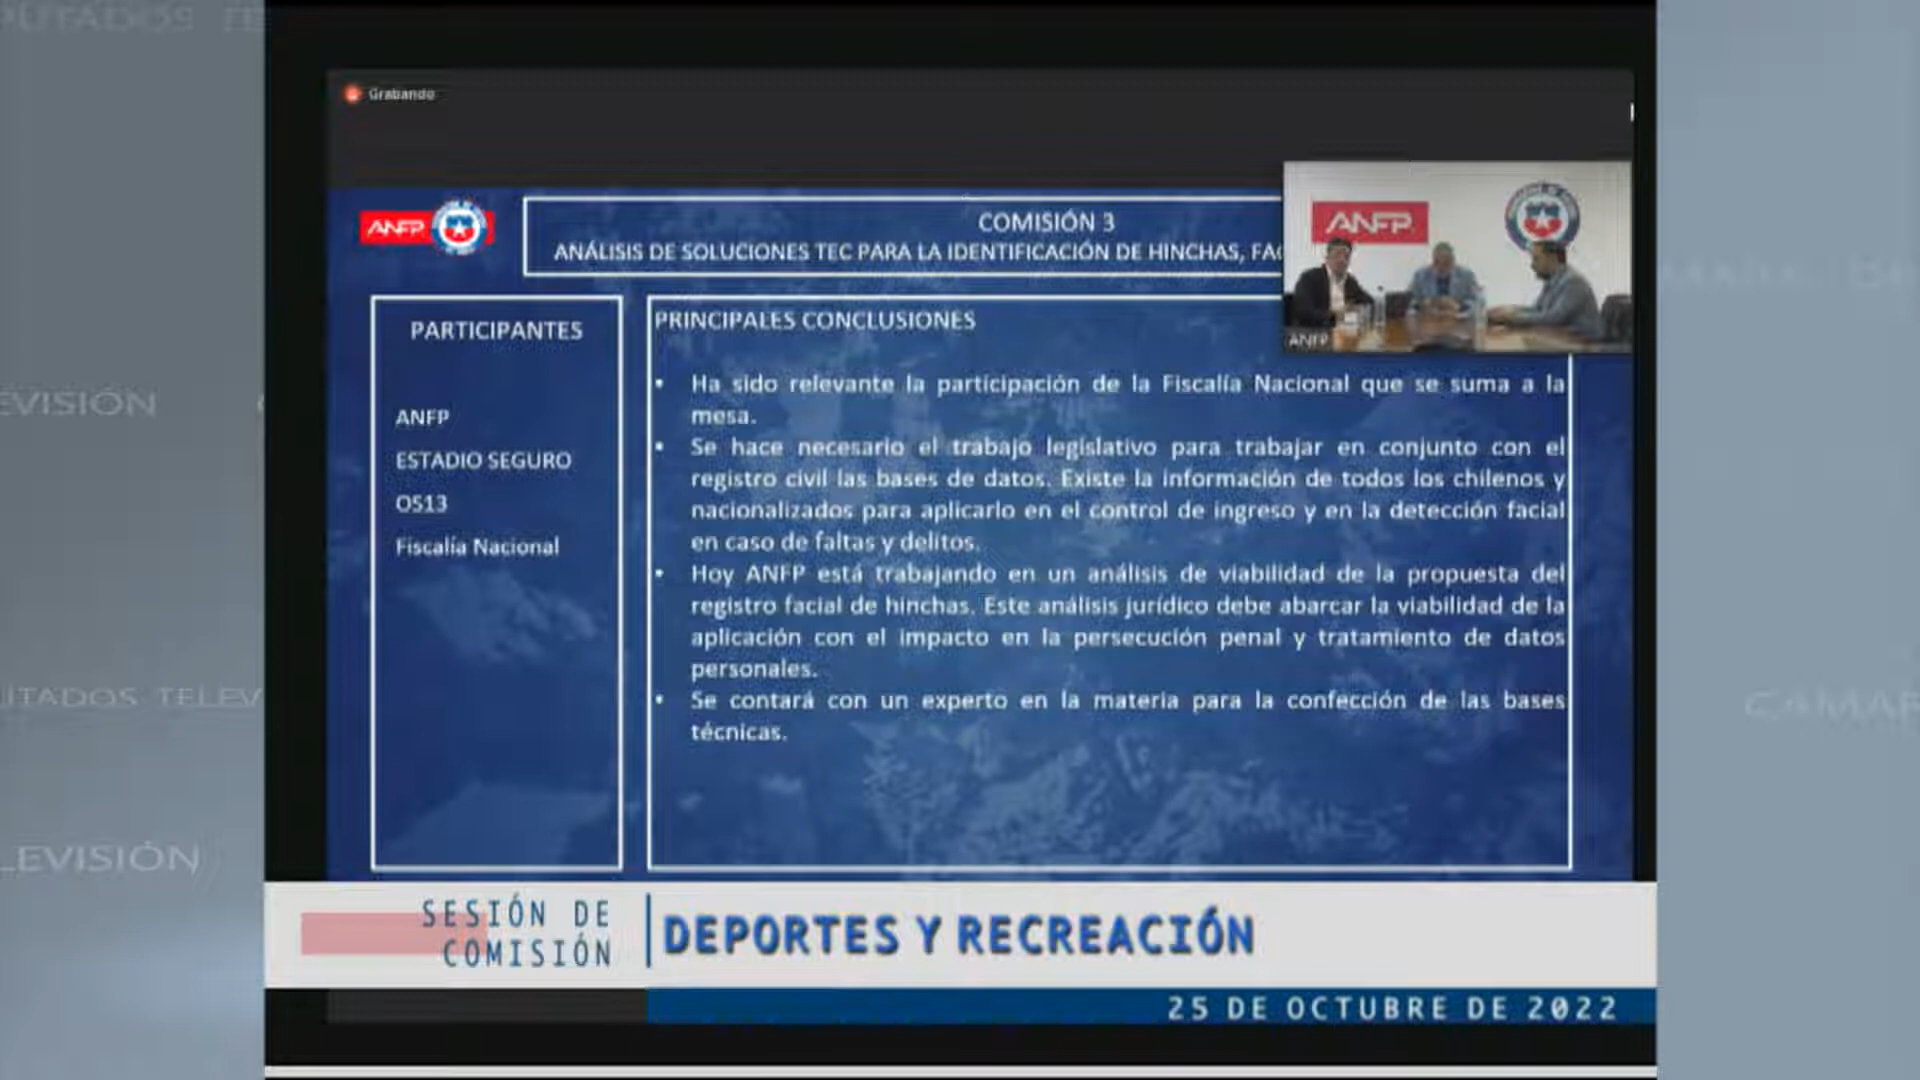 Grabando
ANFP
COMISIÓN 3
ANÁLISIS DE SOLUCIONES TEC PARA LA IDENTIFICACIÓN DE HINCHAS,
ANFP
ANFP
PARTICIPANTES
ANFP
ESTADIO SEGURO
OS13
Fiscalía Nacional
PRINCIPALES CONCLUSIONES
• Ha sido relevante la participación de la Fiscalía Nacional que se suma a la
mesa.
• Se hace necesario el trabajo legislativo para trabajar en conjunto con el
registro civil las bases de datos. Existe la información de todos los chilenos y
nacionalizados para aplicarlo en el control de ingreso y en la detección facial
en caso de faltas y delitos.
• Hoy ANFP está trabajando en un análisis de viabilidad de la propuesta del
registro facial de hinchas. Este análisis jurídico debe abarcar la viabilidad de la
aplicación con el impacto en la persecución penal y tratamiento de datos
personales.
• Se contará con un experto en la materia para la confección de las bases
técnicas.
SESIÓN DE
COMISIÓN
DEPORTES Y RECREACIÓN
25 DE OCTUBRE DE 2022